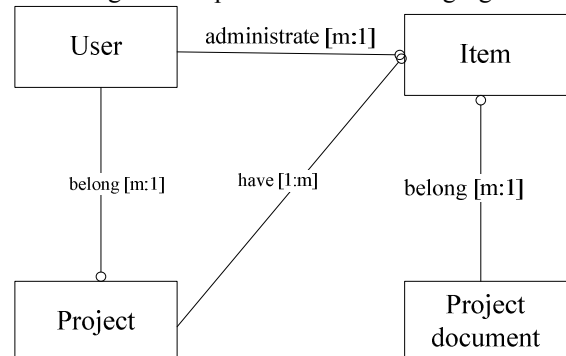 User
administrate [m:1]
Item
belong [m:1]
have [1:m]
belong [m:1]
Project
Project
document